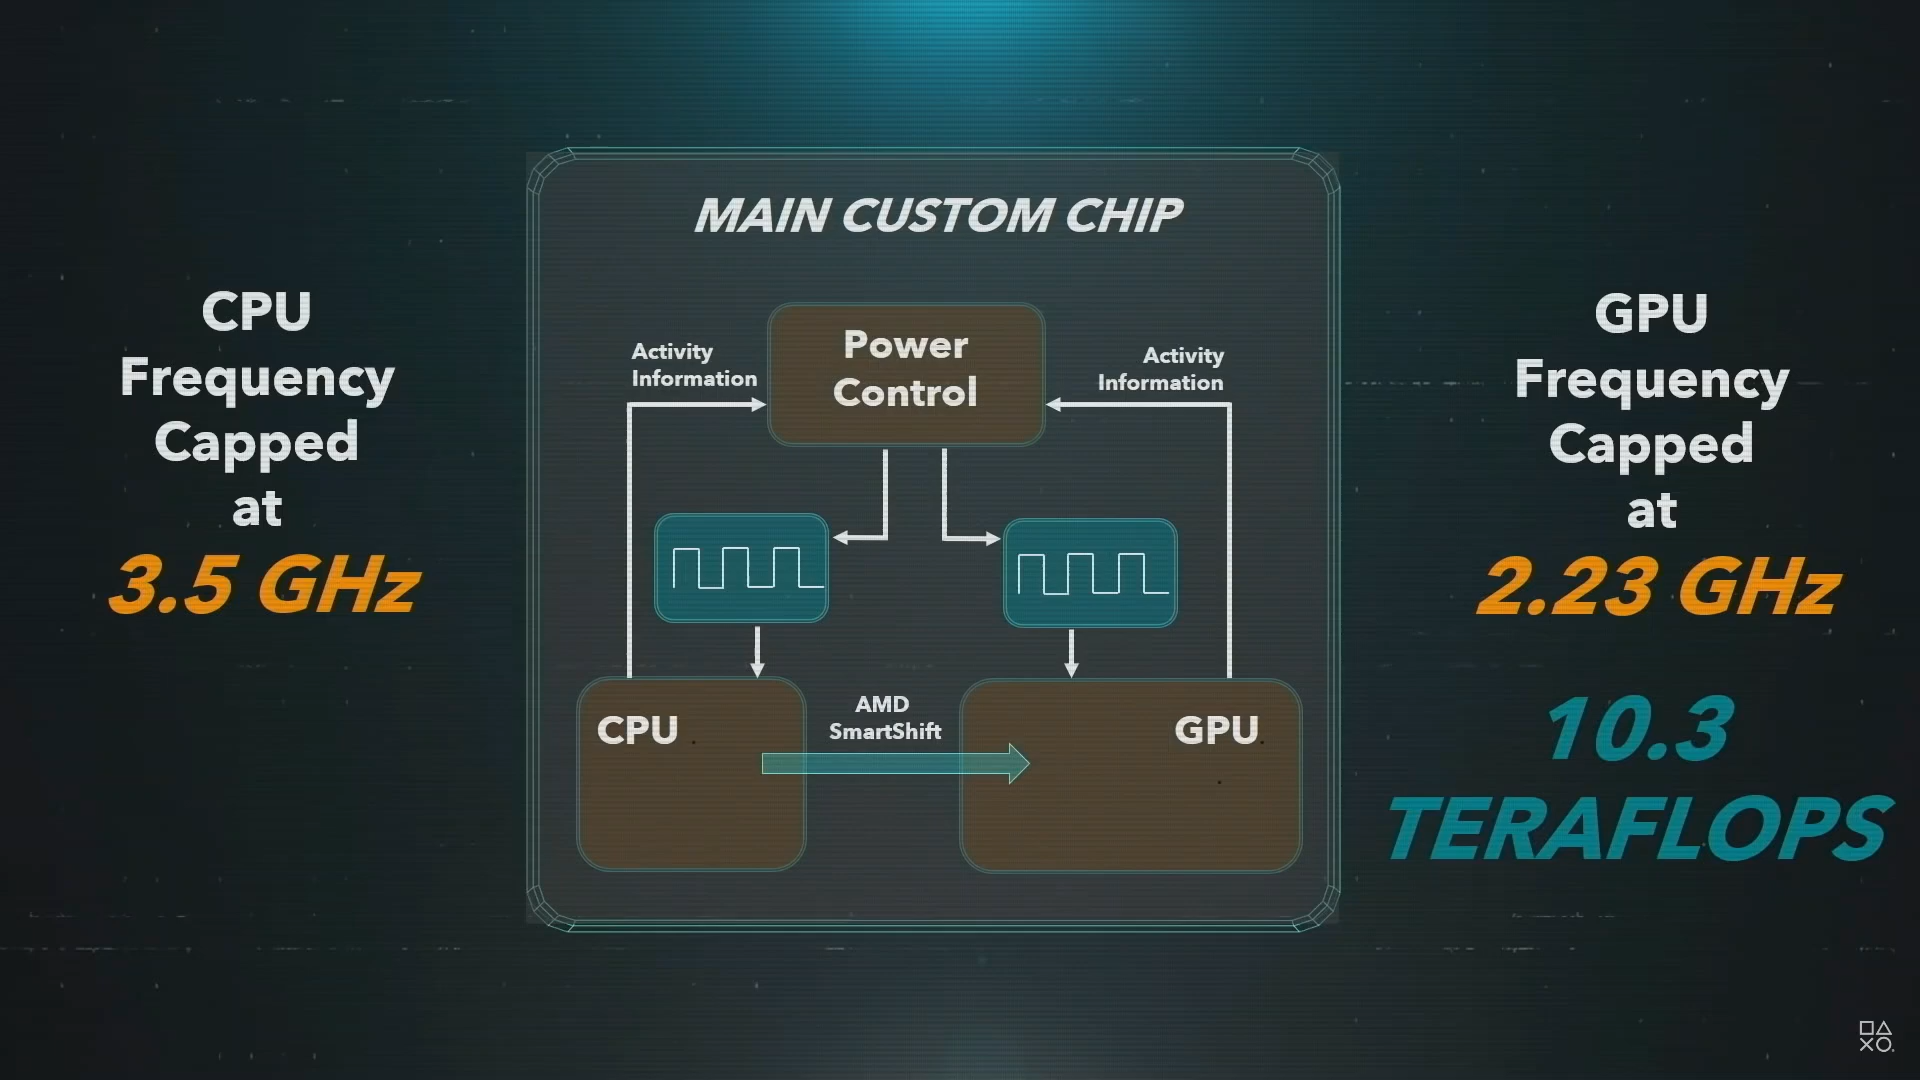 MAIN CUSTOM CHIP
CPU
Frequency
Capped
at
3.5 GHz
Power
Control
Activity
Information
Activity
Information
CPU
AMD
SmartShift
GPU
GPU
Frequency
Capped
at
2.23 GHz
10.3
TERAFLOPS